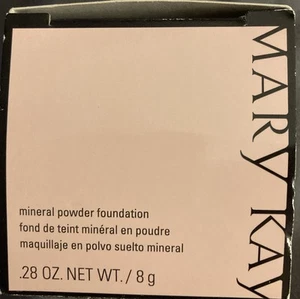 MARY KAY
mineral powder foundation
fond de teint minéral en poudre
maquillaje en polvo suelto mineral
.28 OZ. NET WT. / 8 g